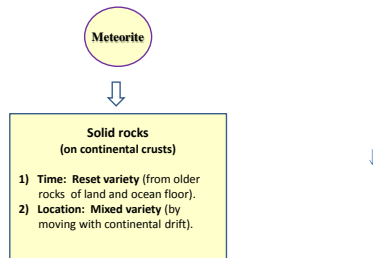 Meteorite
Solid rocks
(on continental crusts)
1) Time: Reset variety (from older
rocks of land and ocean floor).
2) Location: Mixed variety (by
moving with continental drift).